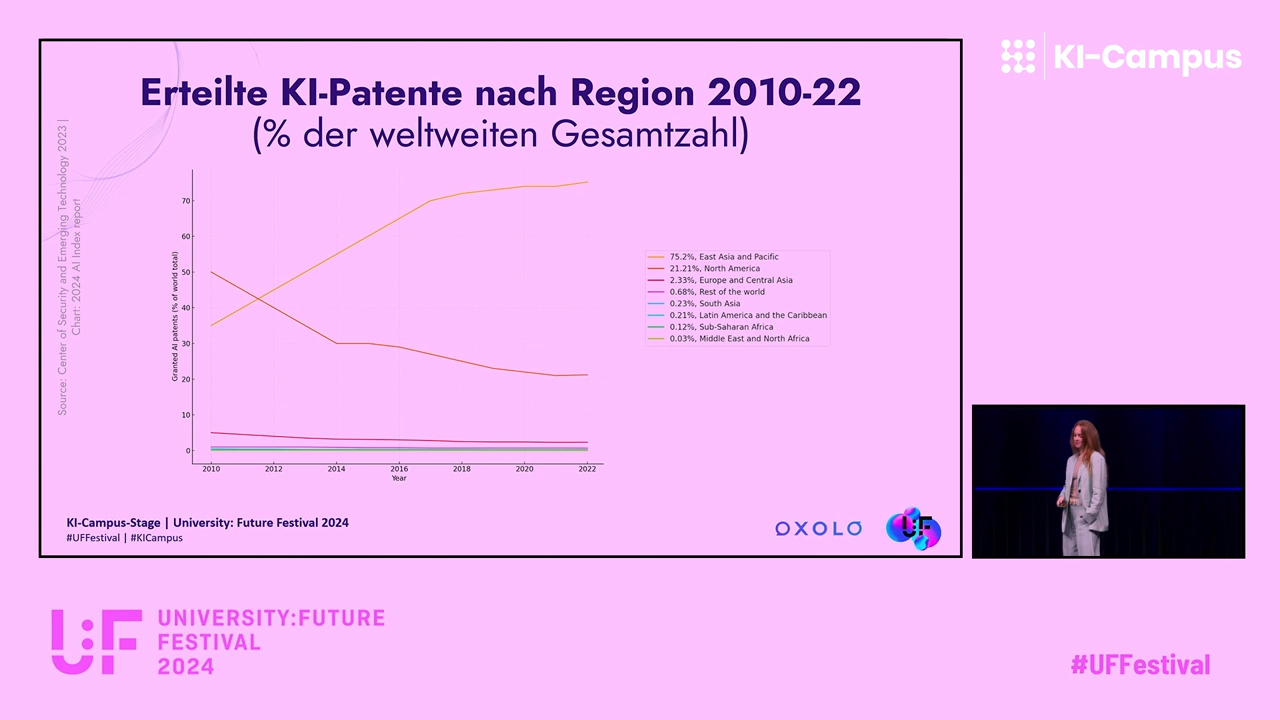 KI-Campus
Erteilte KI-Patente nach Region 2010-22
(% der weltweiten Gesamtzahl)
Source: Center of Security and Emerging Technology 2023 |
Chart: 2024 AI Index report
Granted AI patents (% of world total)
70
60
50
40
30
20
10
0
2010
2012
2014
2016
2018
2020
2022
Year
75.2%, East Asia and Pacific
21.21%, North America
2.33%, Europe and Central Asia
0.68%, Rest of the world
0.23%, South Asia
0.21%, Latin America and the Caribbean
0.12%, Sub-Saharan Africa
0.03%, Middle East and North Africa
KI-Campus-Stage | University: Future Festival 2024
#UFFestival | #KICampus
OXOLO
U:F
U:F
UNIVERSITY:FUTURE
FESTIVAL
2024
#UFFestival